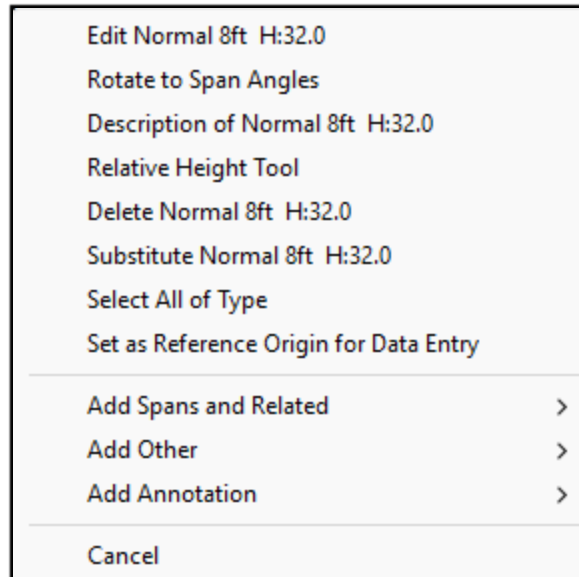 Edit Normal 8ft  H:32.0
Rotate to Span Angles
Description of Normal 8ft  H:32.0
Relative Height Tool
Delete Normal 8ft  H:32.0
Substitute Normal 8ft  H:32.0
Select All of Type
Set as Reference Origin for Data Entry
Add Spans and Related
Add Other
Add Annotation
Cancel